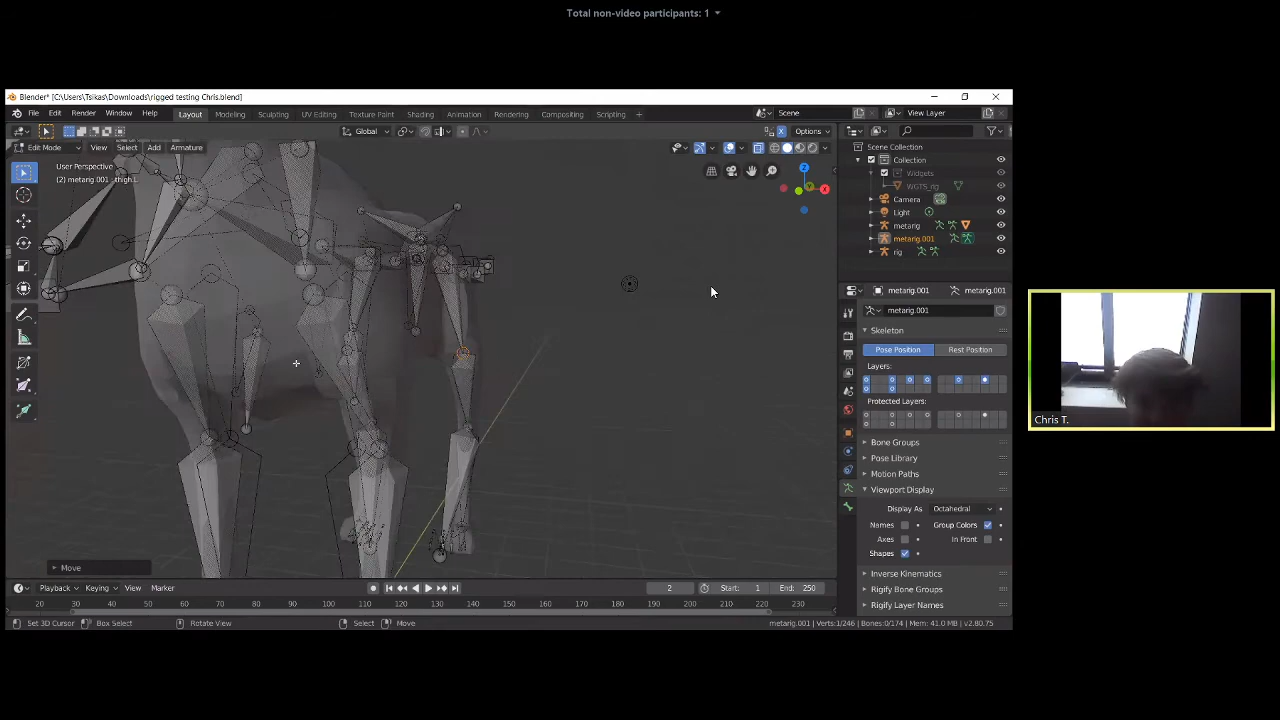 Total non-video participants: 1
Blender* [C:\Users\Tsikas\Downloads\rigged testing Chris.blend]
File Edit Render Window Help Layout Modeling Sculpting UV Editing Texture Paint Shading Animation Rendering Compositing Scripting + Scene View Layer
Global Options
Edit Mode View Select Add Armature
Scene Collection
Collection
Widgets
WGTS_rig
Camera
Light
metarig
metarig.001
rig
User Perspective
(2) metarig.001 : thigh.L
Z
Y
X
metarig.001 metarig.001
metarig.001
Skeleton
Pose Position Rest Position
Layers:
Protected Layers:
Bone Groups
Pose Library
Motion Paths
Viewport Display
Display As Octahedral
Names Group Colors
Axes In Front
Shapes
Inverse Kinematics
Rigify Bone Groups
Rigify Layer Names
Move
Playback Keying View Marker 2 Start: 1 End: 250
20 30 40 50 60 70 80 90 100 110 120 130 140 150 160 170 180 190 200 210 220 230
Set 3D Cursor Box Select Rotate View Select Move metarig.001 | Verts:1/246 | Bones:0/174 | Mem: 41.0 MB | v2.80.75
Chris T.